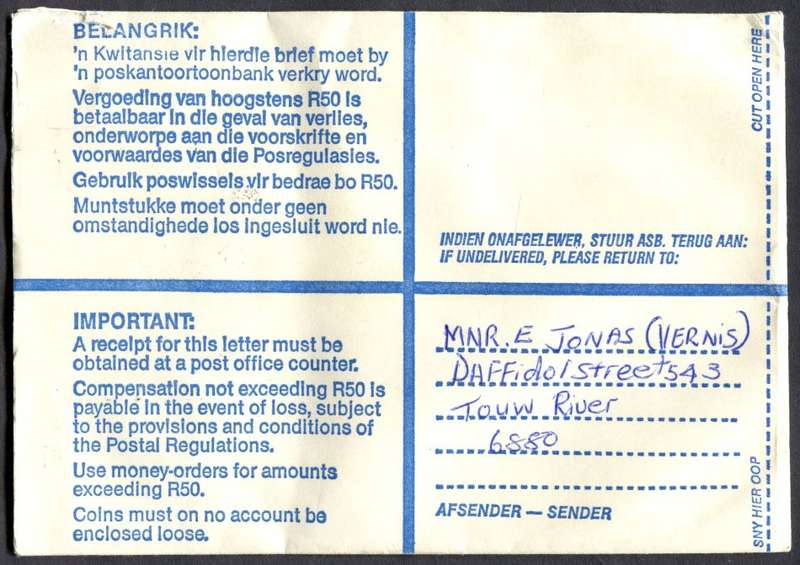 BELANGRIK:
'n Kwitansie vir hierdie brief moet by
'n poskantoortoonbank verkry word.
Vergoeding van hoogstens R50 is
betaalbaar in die geval van verlies,
onderworpe aan die voorskrifte en
voorwaardes van die Posregulasies.
Gebruik poswissels vir bedrae bo R50.
Muntstukke moet onder geen
omstandighede los ingesluit word nie.
INDIEN ONAFGELEWER, STUUR ASB. TERUG AAN:
IF UNDELIVERED, PLEASE RETURN TO:
CUT OPEN HERE
IMPORTANT:
A receipt for this letter must be
obtained at a post office counter.
Compensation not exceeding R50 is
payable in the event of loss, subject
to the provisions and conditions of
the Postal Regulations.
Use money-orders for amounts
exceeding R50.
Coins must on no account be
enclosed loose.
MNR. E JONAS (VERNIS)
DAFFidolstreet 543
Touw River
6880
AFSENDER — SENDER
SNY HIER OOP